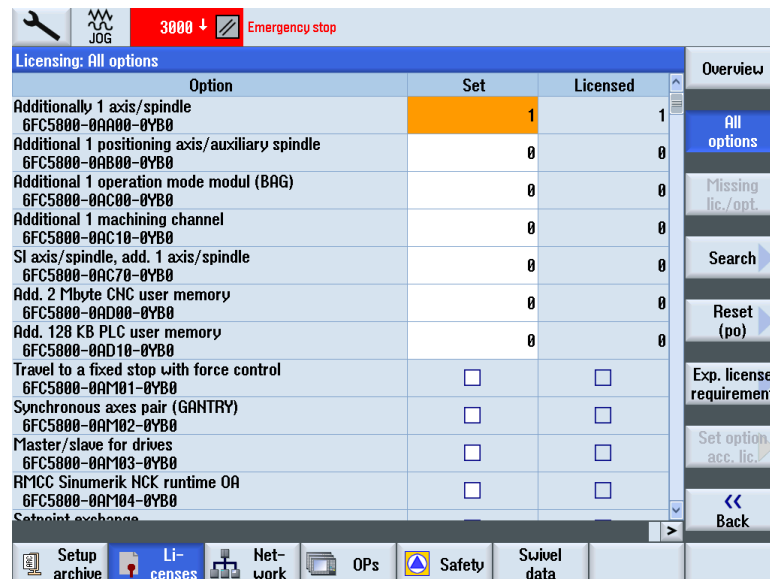 JOG
3000
Emergency stop
Licensing: All options
Overview
Option Set Licensed
Additionally 1 axis/spindle
6FC5800-0AA00-0YB0
1 1
All
options
Additional 1 positioning axis/auxiliary spindle
6FC5800-0AB00-0YB0
0 0
Additional 1 operation mode modul (BAG)
6FC5800-0AC00-0YB0
0 0
Missing
lic./opt.
Additional 1 machining channel
6FC5800-0AC10-0YB0
0 0
SI axis/spindle, add. 1 axis/spindle
6FC5800-0AC70-0YB0
0 0
Search
Add. 2 Mbyte CNC user memory
6FC5800-0AD00-0YB0
0 0
Reset
(po)
Add. 128 KB PLC user memory
6FC5800-0AD10-0YB0
0 0
Travel to a fixed stop with force control
6FC5800-0AM01-0YB0
Exp. license
requiremen
Synchronous axes pair (GANTRY)
6FC5800-0AM02-0YB0
Master/slave for drives
6FC5800-0AM03-0YB0
Set option
acc. lic.
RMCC Sinumerik NCK runtime OA
6FC5800-0AM04-0YB0
Setpoint exchange
<<
Back
>
Setup
archive
Li-
censes
Net-
work
OPs
Safety
Swivel
data